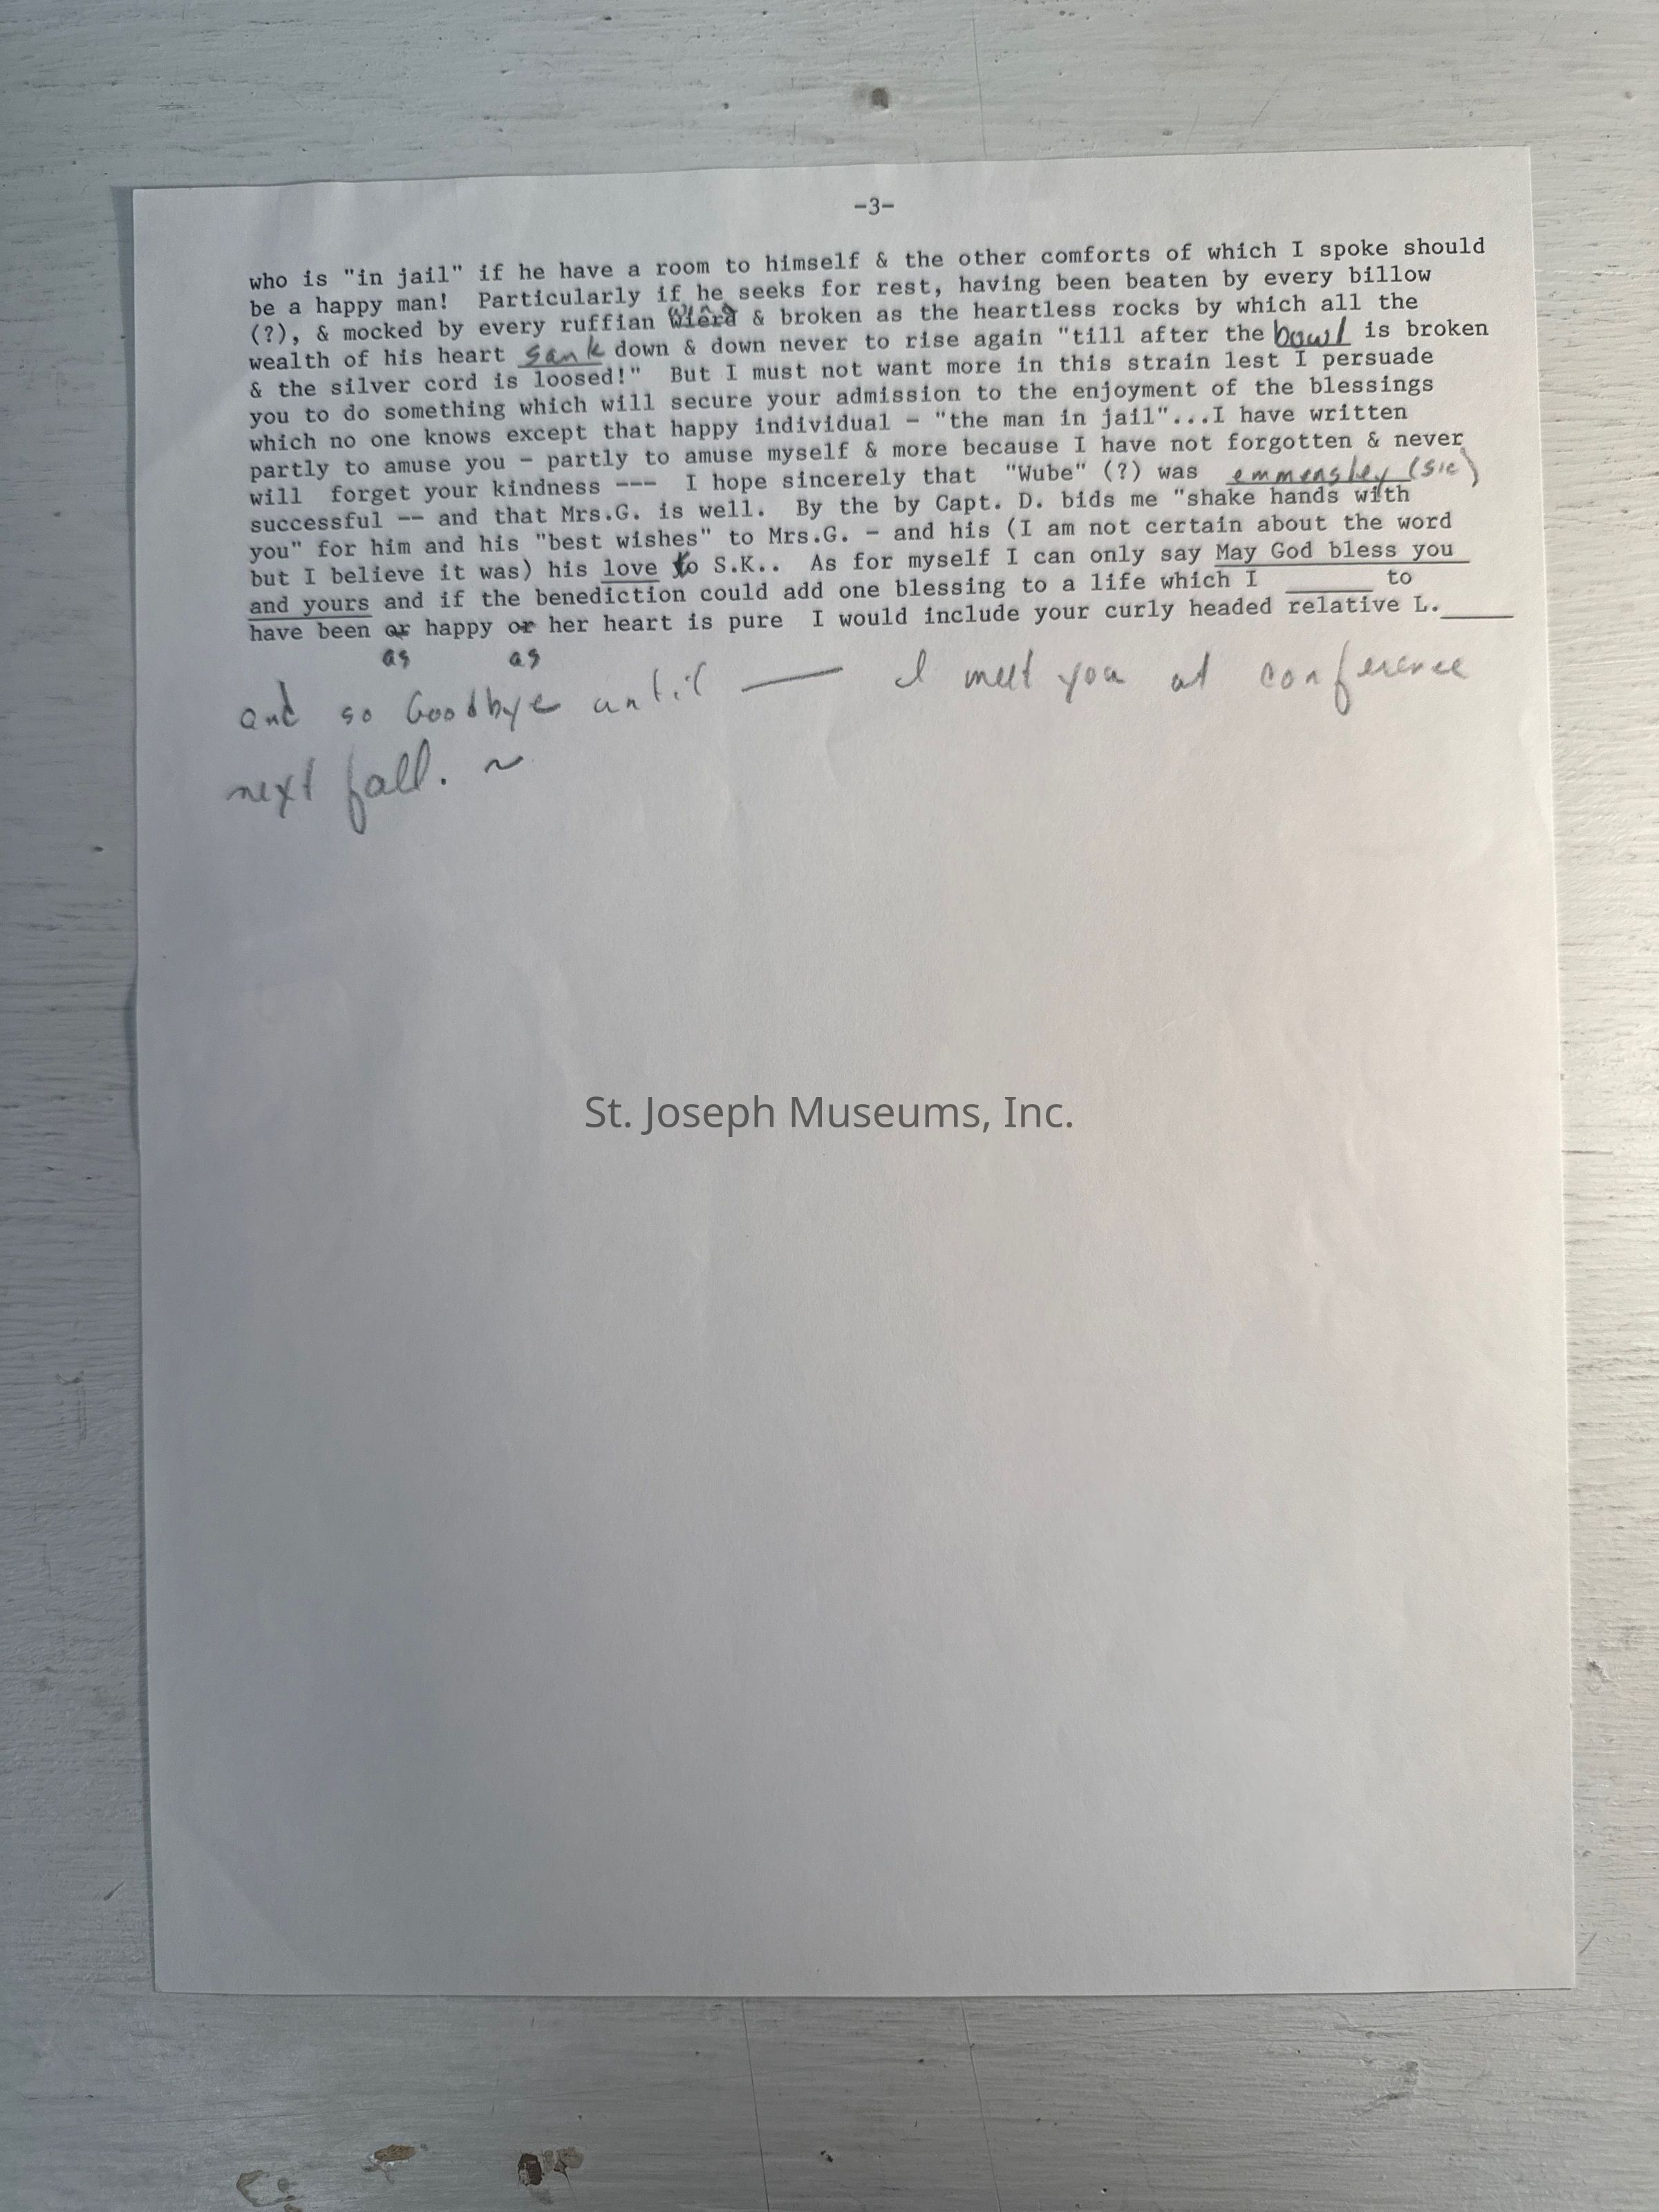 -3-
who is "in jail" if he have a room to himself & the other comforts of which I spoke should
be a happy man! Particularly if he seeks for rest, having been beaten by every billow
(?), & mocked by every ruffian & broken as the heartless rocks by which all the
wealth of his heart sank down & down never to rise again "till after the bowl is broken
& the silver cord is loosed!" But I must not want more in this strain lest I persuade
you to do something which will secure your admission to the enjoyment of the blessings
which no one knows except that happy individual - "the man in jail"...I have written
partly to amuse you - partly to amuse myself & more because I have not forgotten & never
will forget your kindness --- I hope sincerely that "Wube" (?) was emmensley (sic)
successful -- and that Mrs.G. is well. By the by Capt. D. bids me "shake hands with
you" for him and his "best wishes" to Mrs.G. - and his (I am not certain about the word
but I believe it was) his love to S.K.. As for myself I can only say May God bless you
and yours and if the benediction could add one blessing to a life which I ______ to
have been or happy or her heart is pure I would include your curly headed relative L._____
as as
and so Goodbye until — I meet you at conference
next fall. ~
St. Joseph Museums, Inc.